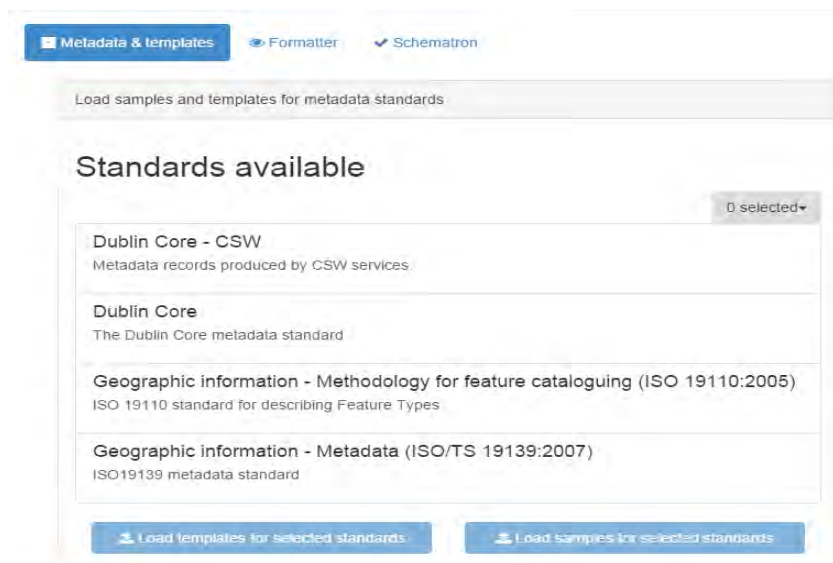 Metadata & templates Formatter Schematron
Load samples and templates for metadata standards
Standards available
0 selected
Dublin Core - CSW
Metadata records produced by CSW services
Dublin Core
The Dublin Core metadata standard
Geographic information - Methodology for feature cataloguing (ISO 19110:2005)
ISO 19110 standard for describing Feature Types
Geographic information - Metadata (ISO/TS 19139:2007)
ISO19139 metadata standard
Load templates for selected standards Load samples for selected standards